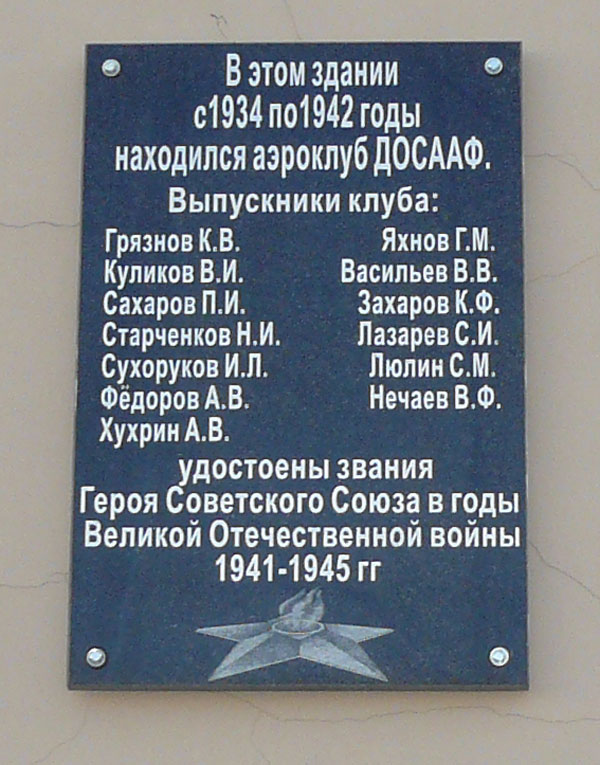 В этом здании
с1934 по1942 годы
находился аэроклуб ДОСААФ.
Выпускники клуба:
Грязнов К.В. Яхнов Г.М.
Куликов В.И. Васильев В.В.
Сахаров П.И. Захаров К.Ф.
Старченков Н.И. Лазарев С.И.
Сухоруков И.Л. Люлин С.М.
Фёдоров А.В. Нечаев В.Ф.
Хухрин А.В.
удостоены звания
Героя Советского Союза в годы
Великой Отечественной войны
1941-1945 гг